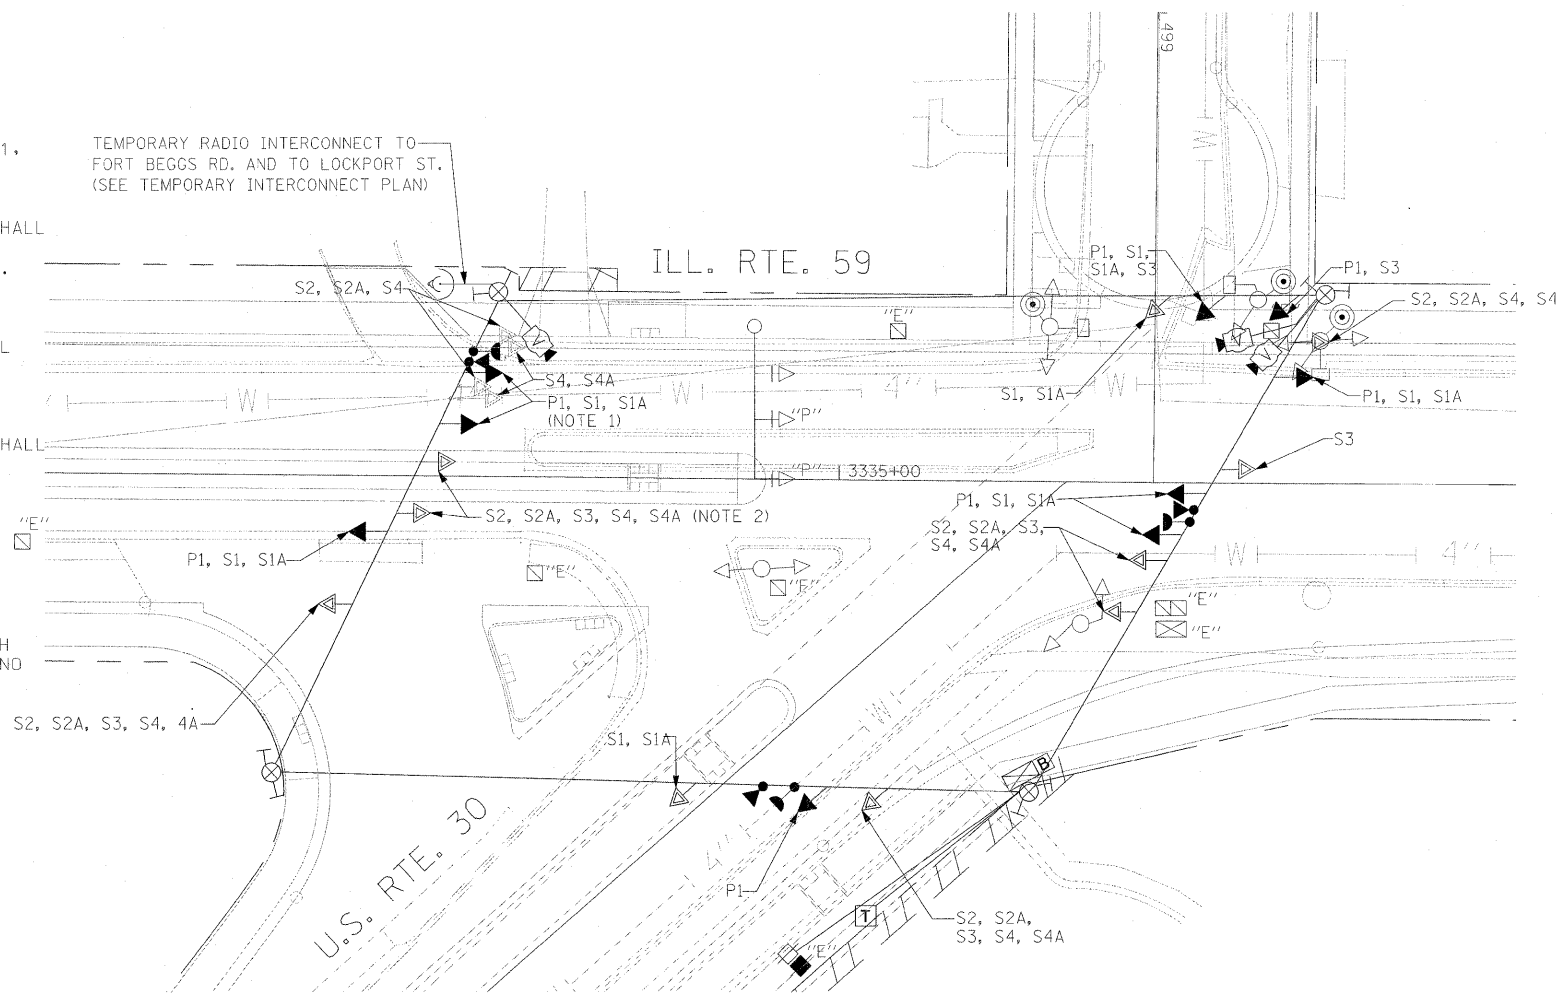 1,
TEMPORARY RADIO INTERCONNECT TO
FORT BEGGS RD. AND TO LOCKPORT ST.
(SEE TEMPORARY INTERCONNECT PLAN)
HALL
.
L
HALL
H
NO
499
W
ILL. RTE. 59
S2, S2A, S4
P1, S1,
S1A, S3
P1, S3
S2, S2A, S4, S4
"E"
V
V
V
S4, S4A
W
W
4"
W
S1, S1A
P1, S1, S1A
(NOTE 1)
P1, S1, S1A
"P"
S3
"P"
3335+00
P1, S1, S1A
S2, S2A, S3, S4, S4A (NOTE 2)
"E"
P1, S1, S1A
S2, S2A, S3,
S4, S4A
W
4"
"E"
"E"
"E"
"E"
S2, S2A, S3, S4, 4A
W
S1, S1A
B
U.S. RTE. 30
4"
P1
T
S2, S2A,
S3, S4, S4A
"E"